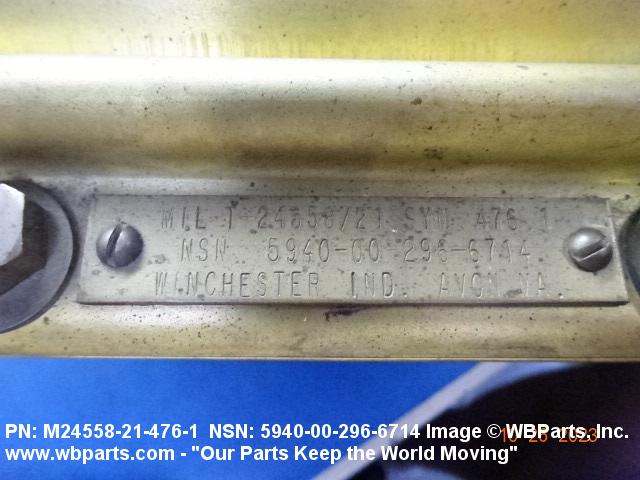 MIL T-24558/21 SYM 476-1
NSN 5940-00-296-6714
WINCHESTER IND. AVON VA.
PN: M24558-21-476-1 NSN: 5940-00-296-6714 Image © WBParts, Inc.
www.wbparts.com - "Our Parts Keep the World Moving"